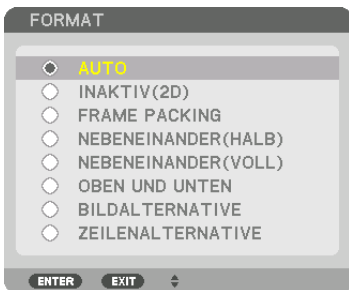 FORMAT
AUTO
INAKTIV(2D)
FRAME PACKING
NEBENEINANDER(HALB)
NEBENEINANDER(VOLL)
OBEN UND UNTEN
BILDALTERNATIVE
ZEILENALTERNATIVE
ENTER EXIT